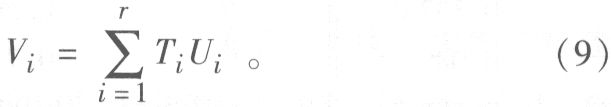 V_i = \sum_{i=1}^{r} T_i U_i 。 (9)